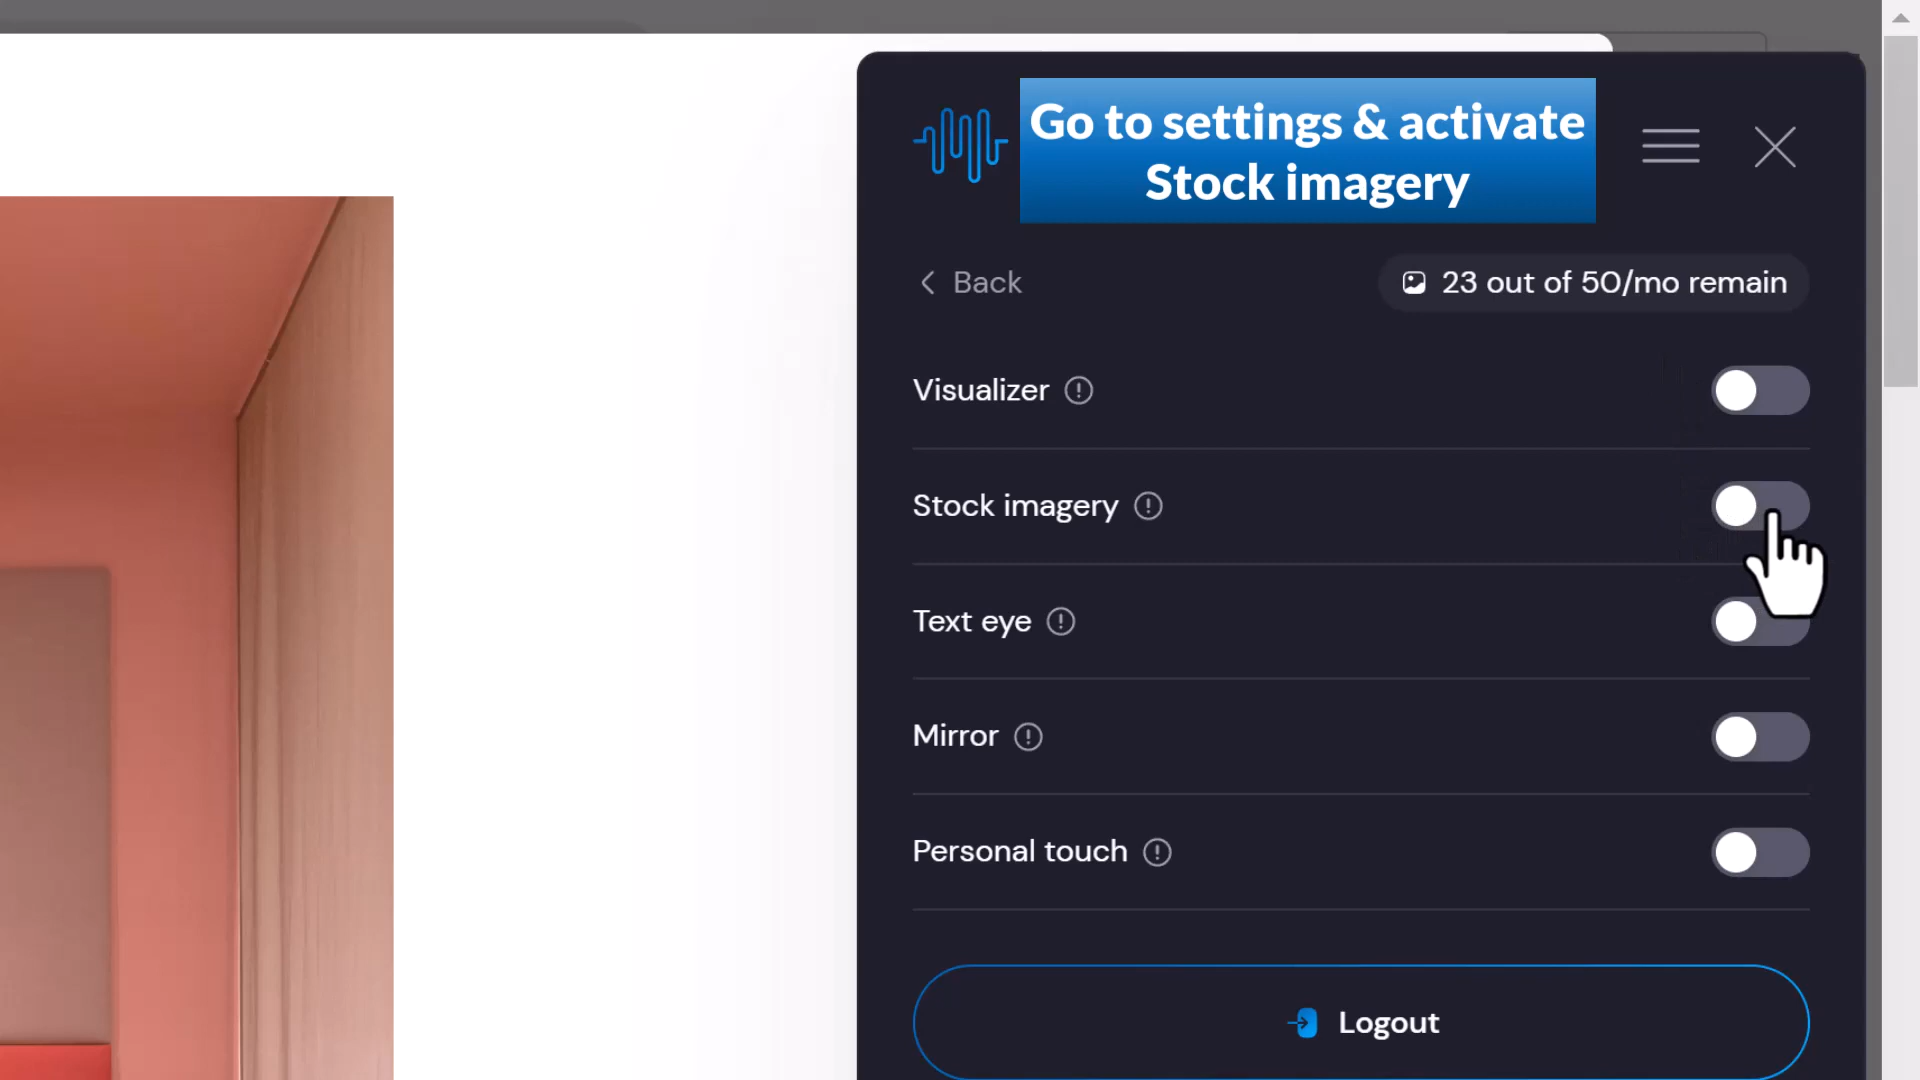 Go to settings & activate
Stock imagery
Back
23 out of 50/mo remain
Visualizer
Stock imagery
Text eye
Mirror
Personal touch
Logout